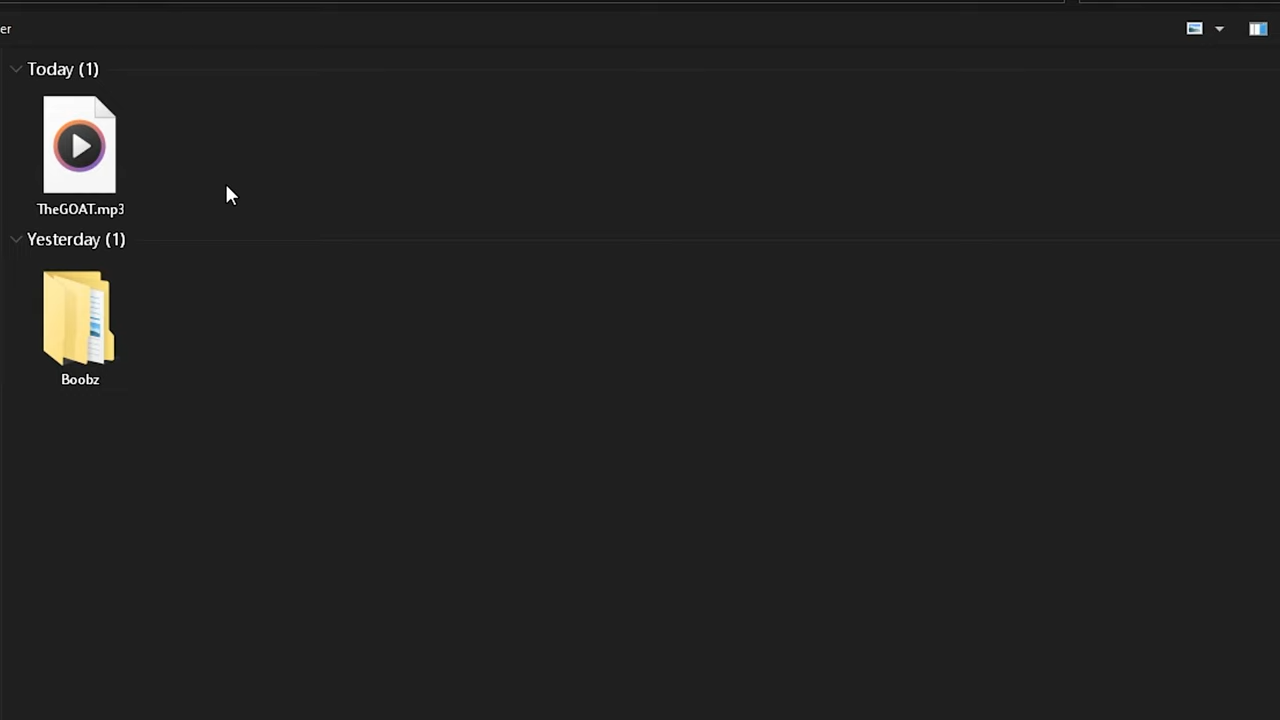 er
Today (1)
TheGOAT.mp3
Yesterday (1)
Boobz